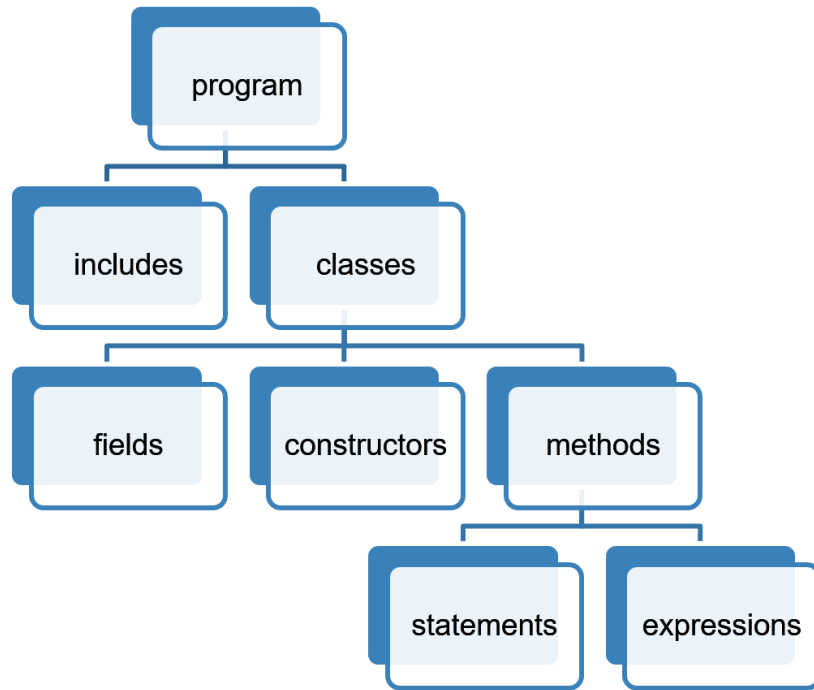 program
includes
classes
fields
constructors
methods
statements
expressions